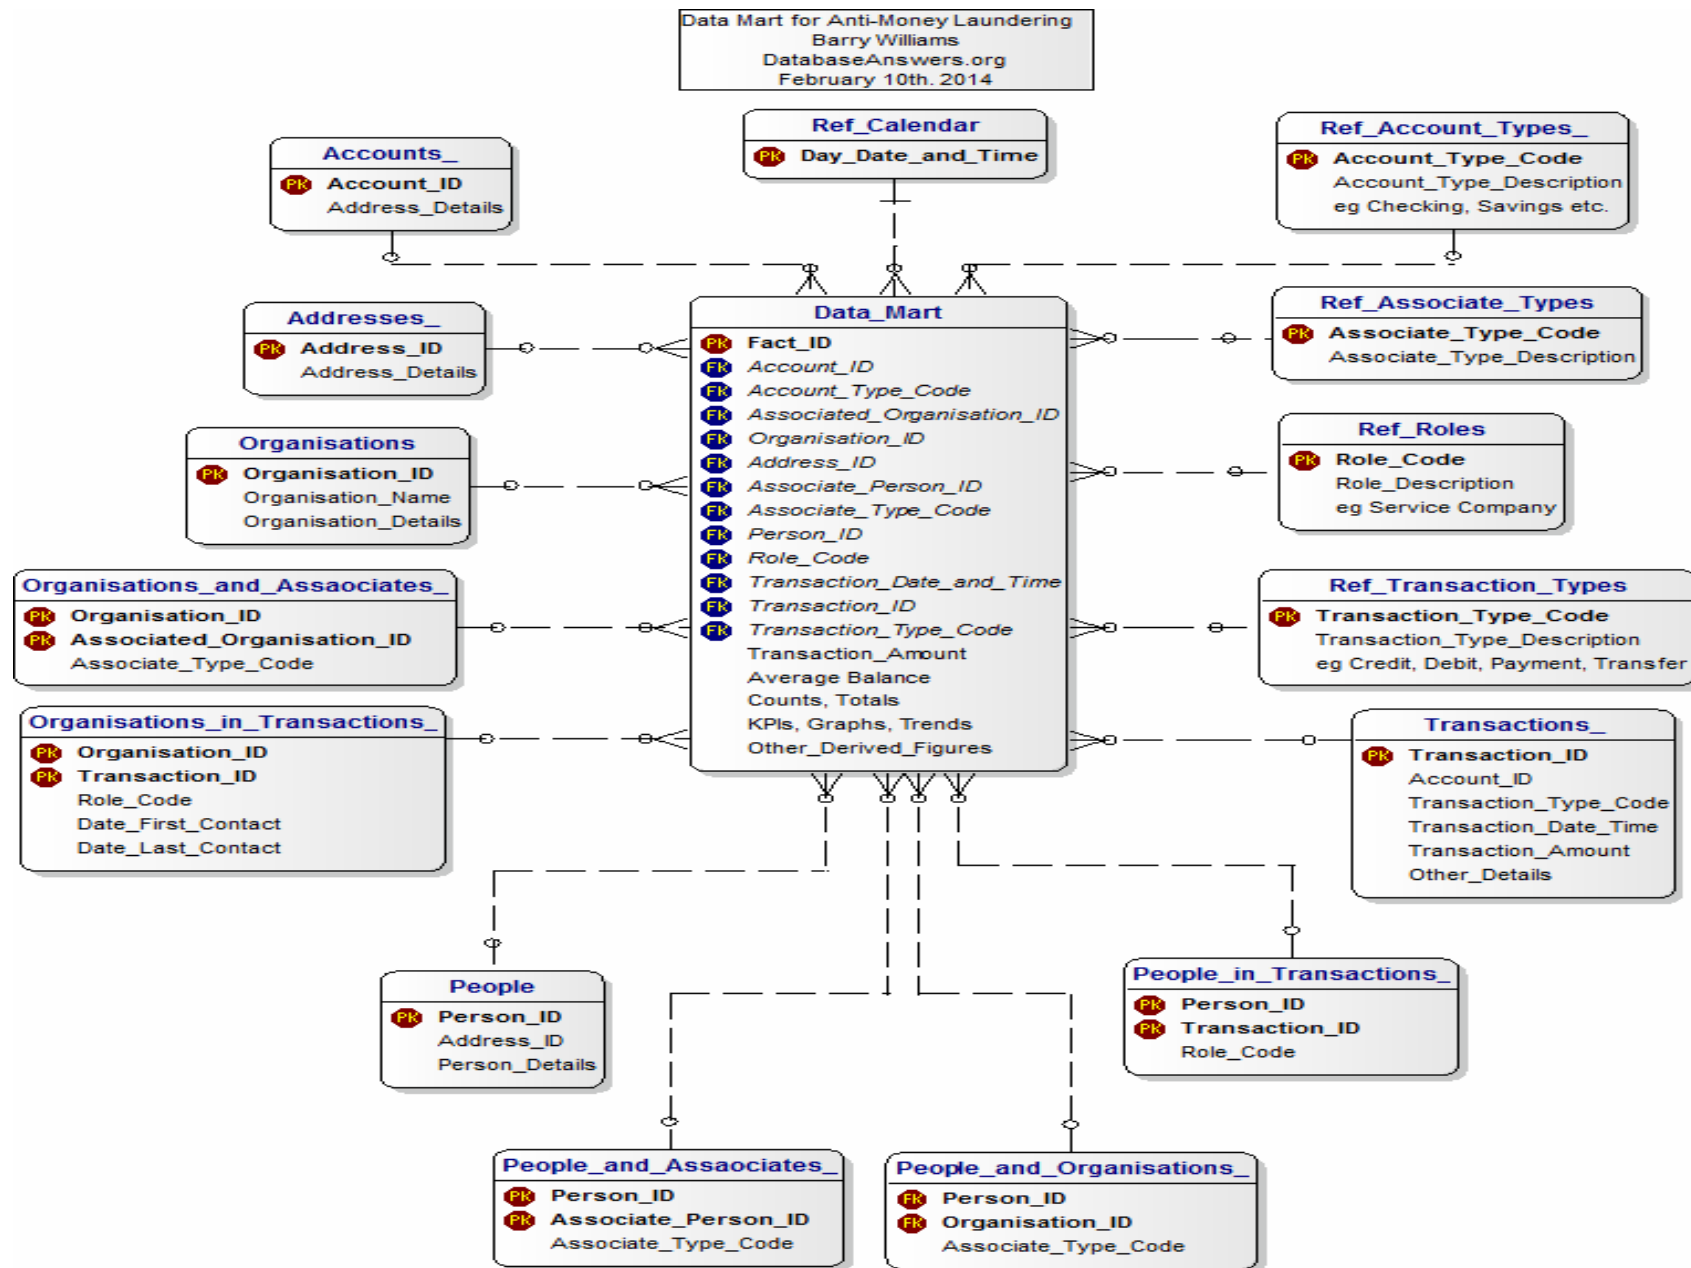 Data Mart for Anti-Money Laundering
Barry Williams
DatabaseAnswers.org
February 10th. 2014
Accounts_
PK Account_ID
Address_Details
Ref_Calendar
PK Day_Date_and_Time
Ref_Account_Types_
PK Account_Type_Code
Account_Type_Description
eg Checking, Savings etc.
Addresses_
PK Address_ID
Address_Details
Data_Mart
PK Fact_ID
FK Account_ID
FK Account_Type_Code
FK Associated_Organisation_ID
FK Organisation_ID
FK Address_ID
FK Associate_Person_ID
FK Associate_Type_Code
FK Person_ID
FK Role_Code
FK Transaction_Date_and_Time
FK Transaction_ID
FK Transaction_Type_Code
Transaction_Amount
Average Balance
Counts, Totals
KPIs, Graphs, Trends
Other_Derived_Figures
Ref_Associate_Types
PK Associate_Type_Code
Associate_Type_Description
Organisations
PK Organisation_ID
Organisation_Name
Organisation_Details
Ref_Roles
PK Role_Code
Role_Description
eg Service Company
Organisations_and_Assaociates_
PK Organisation_ID
PK Associated_Organisation_ID
Associate_Type_Code
Ref_Transaction_Types
PK Transaction_Type_Code
Transaction_Type_Description
eg Credit, Debit, Payment, Transfer
Organisations_in_Transactions_
PK Organisation_ID
PK Transaction_ID
Role_Code
Date_First_Contact
Date_Last_Contact
Transactions_
PK Transaction_ID
Account_ID
Transaction_Type_Code
Transaction_Date_Time
Transaction_Amount
Other_Details
People
PK Person_ID
Address_ID
Person_Details
People_in_Transactions_
PK Person_ID
PK Transaction_ID
Role_Code
People_and_Assaociates_
PK Person_ID
PK Associate_Person_ID
Associate_Type_Code
People_and_Organisations_
FK Person_ID
FK Organisation_ID
Associate_Type_Code